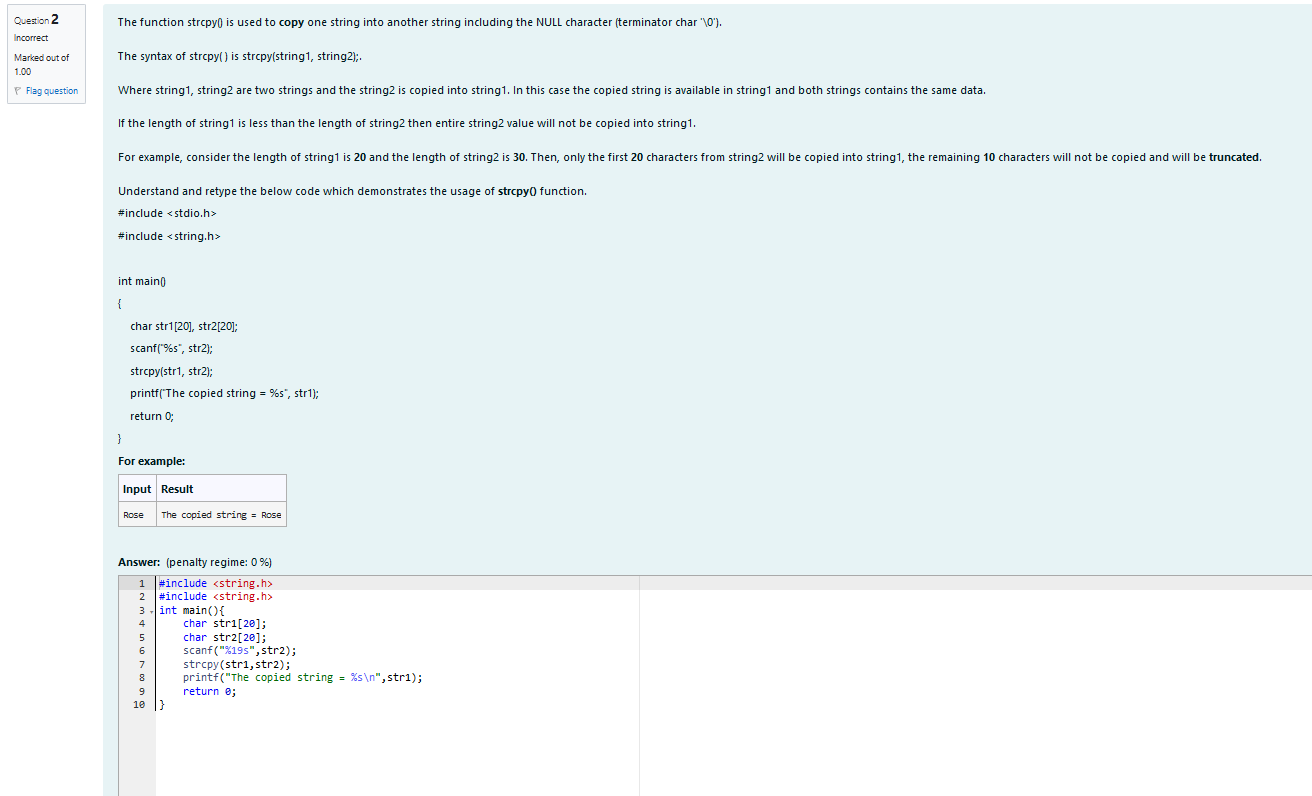 Question 2
Incorrect
Marked out of
1.00
Flag question
The function strcpy() is used to copy one string into another string including the NULL character (terminator char '\0').
The syntax of strcpy( ) is strcpy(string1, string2);.
Where string1, string2 are two strings and the string2 is copied into string1. In this case the copied string is available in string1 and both strings contains the same data.
If the length of string1 is less than the length of string2 then entire string2 value will not be copied into string1.
For example, consider the length of string1 is 20 and the length of string2 is 30. Then, only the first 20 characters from string2 will be copied into string1, the remaining 10 characters will not be copied and will be truncated.
Understand and retype the below code which demonstrates the usage of strcpy() function.
#include <stdio.h>
#include <string.h>
int main()
{
char str1[20], str2[20];
scanf("%s", str2);
strcpy(str1, str2);
printf("The copied string = %s", str1);
return 0;
}
For example:
Input Result
Rose The copied string = Rose
Answer: (penalty regime: 0 %)
1 #include <string.h>
2 #include <string.h>
3 int main(){
4 char str1[20];
5 char str2[20];
6 scanf("%19s",str2);
7 strcpy(str1,str2);
8 printf("The copied string = %s\n",str1);
9 return 0;
10 }